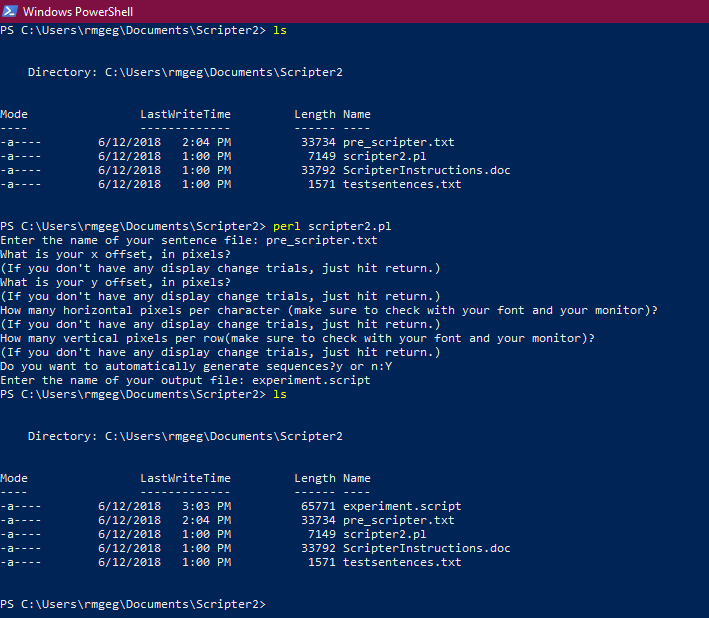 Windows PowerShell
PS C:\Users\rmgeg\Documents\Scripter2> ls
Directory: C:\Users\rmgeg\Documents\Scripter2
Mode                LastWriteTime         Length Name
----                -------------         ------ ----
-a----        6/12/2018   2:04 PM          33734 pre_scripter.txt
-a----        6/12/2018   1:00 PM           7149 scripter2.pl
-a----        6/12/2018   1:00 PM          33792 ScripterInstructions.doc
-a----        6/12/2018   1:00 PM           1571 testsentences.txt
PS C:\Users\rmgeg\Documents\Scripter2> perl scripter2.pl
Enter the name of your sentence file: pre_scripter.txt
What is your x offset, in pixels?
(If you don't have any display change trials, just hit return.)
What is your y offset, in pixels?
(If you don't have any display change trials, just hit return.)
How many horizontal pixels per character (make sure to check with your font and your monitor)?
(If you don't have any display change trials, just hit return.)
How many vertical pixels per row(make sure to check with your font and your monitor)?
(If you don't have any display change trials, just hit return.)
Do you want to automatically generate sequences?y or n:Y
Enter the name of your output file: experiment.script
PS C:\Users\rmgeg\Documents\Scripter2> ls
Directory: C:\Users\rmgeg\Documents\Scripter2
Mode                LastWriteTime         Length Name
----                -------------         ------ ----
-a----        6/12/2018   3:03 PM          65771 experiment.script
-a----        6/12/2018   2:04 PM          33734 pre_scripter.txt
-a----        6/12/2018   1:00 PM           7149 scripter2.pl
-a----        6/12/2018   1:00 PM          33792 ScripterInstructions.doc
-a----        6/12/2018   1:00 PM           1571 testsentences.txt
PS C:\Users\rmgeg\Documents\Scripter2>